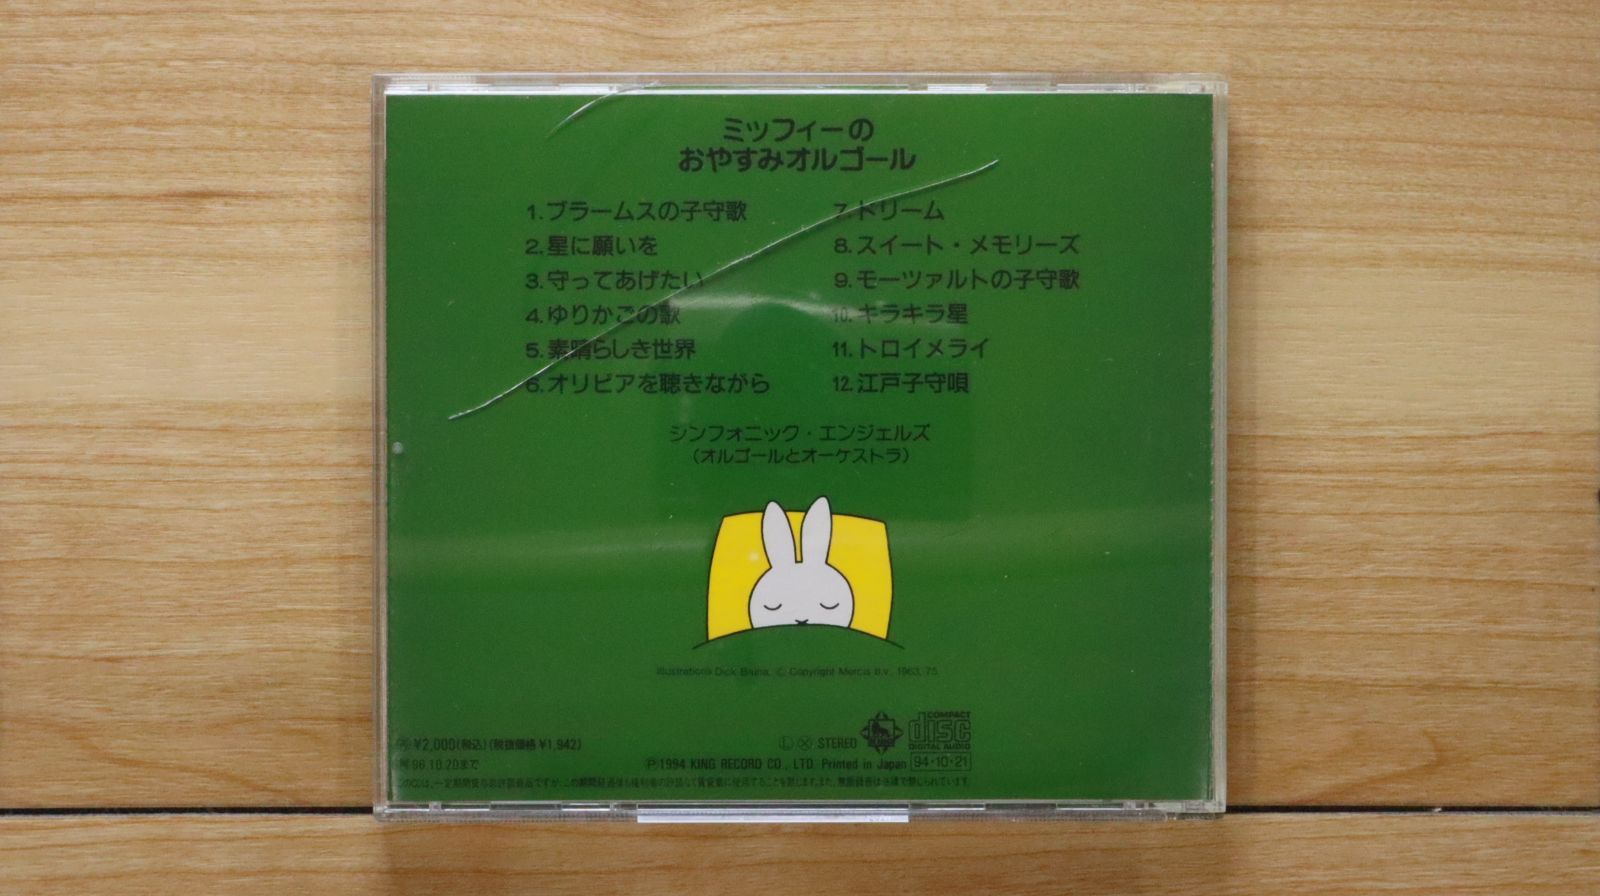 ミッフィーの
おやすみオルゴール
1.ブラームスの子守歌
2.星に願いを
3.守ってあげたい
4.ゆりかごの歌
5.素晴らしき世界
6.オリビアを聴きながら
7.ドリーム
8.スイート・メモリーズ
9.モーツァルトの子守歌
10.キラキラ星
11.トロイメライ
12.江戸子守唄
シンフォニック・エンジェルズ
(オルゴールとオーケストラ)
Illustrations Dick Bruna. © Copyright Mercis b.v. 1963, 75.
¥2,000(税込)(税抜価格¥1,942)
96.10.20まで
Ⓛ Ⓧ STEREO
COMPACT
disc
DIGITAL AUDIO
Ⓟ1994 KING RECORD CO., LTD. Printed in Japan
94・10・21